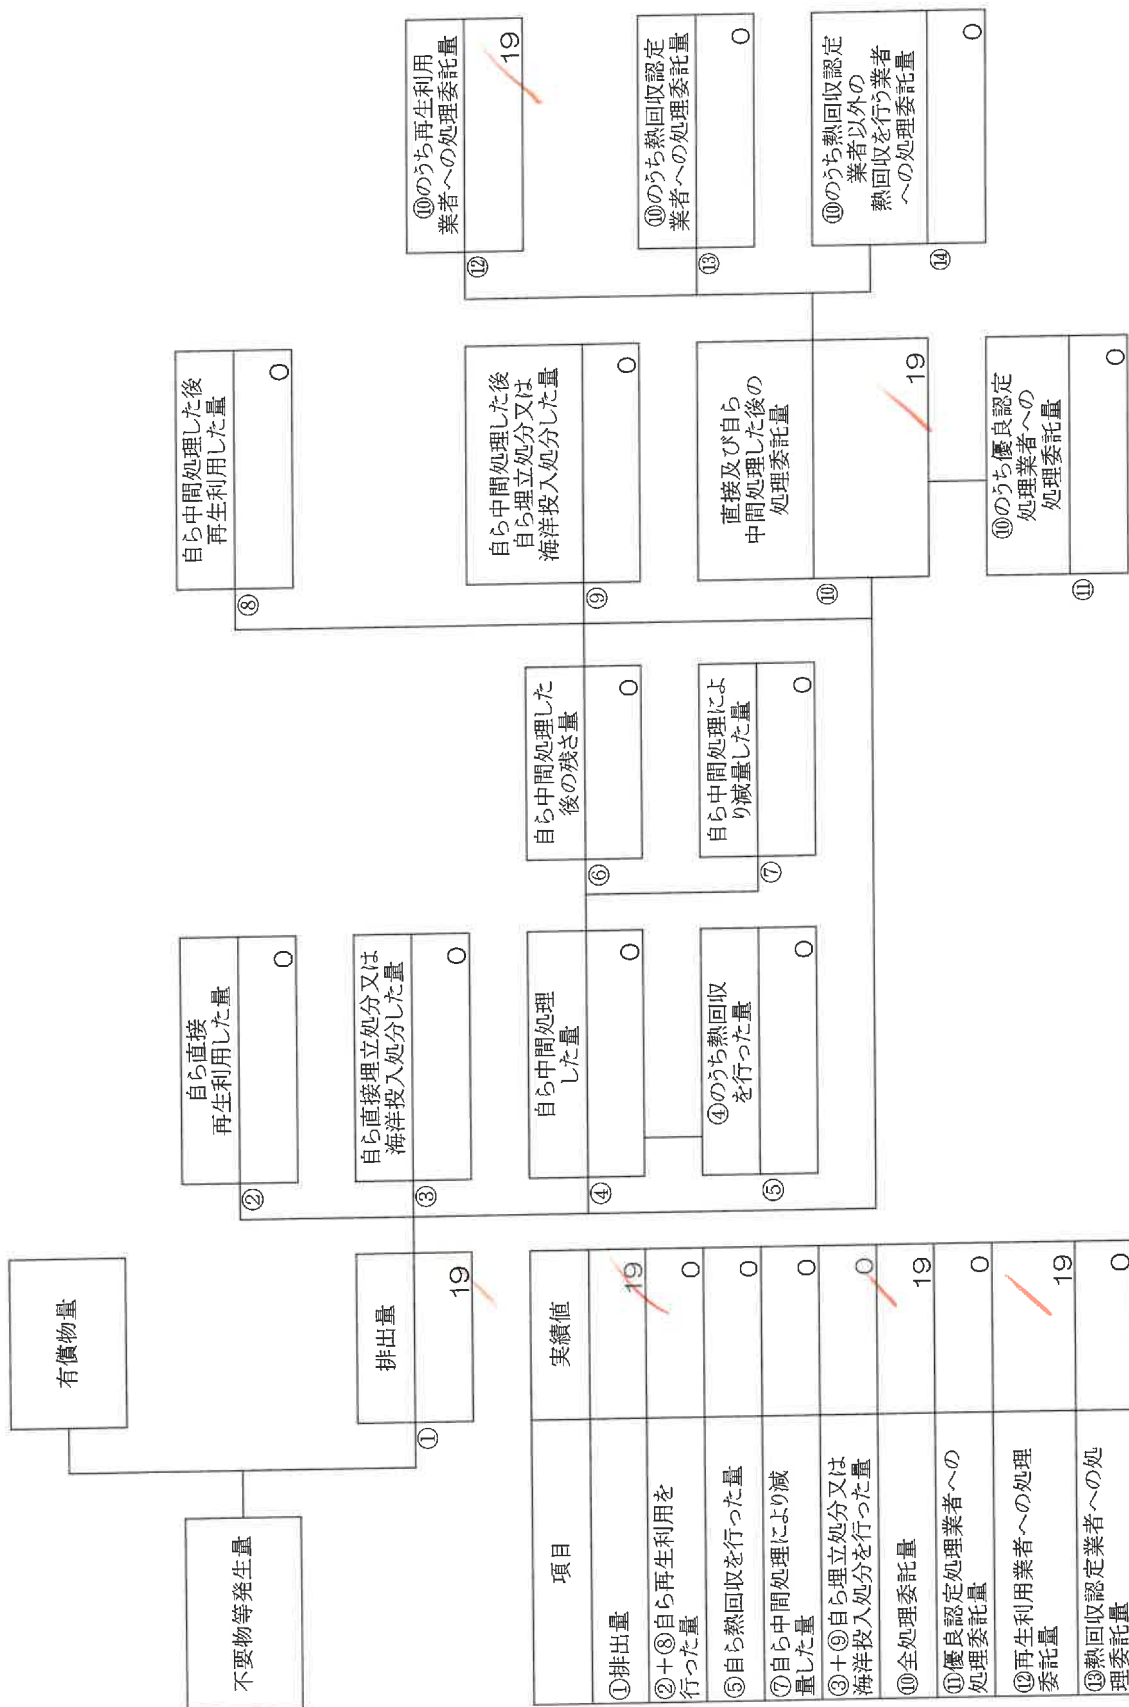 不要物等発生量
有償物量
①
排出量
19
②
自ら直接
再生利用した量
0
③
自ら直接埋立処分又は
海洋投入処分した量
0
④
自ら中間処理
した量
0
⑤
④のうち熱回収
を行った量
0
⑥
自ら中間処理した
後の残さ量
0
⑦
自ら中間処理によ
り減量した量
0
⑧
自ら中間処理した後
再生利用した量
0
⑨
自ら中間処理した後
自ら埋立処分又は
海洋投入処分した量
0
⑩
直接及び自ら
中間処理した後の
処理委託量
19
⑪
⑩のうち優良認定
処理業者への
処理委託量
0
⑫
⑩のうち再生利用
業者への処理委託量
19
⑬
⑩のうち熱回収認定
業者への処理委託量
0
⑭
⑩のうち熱回収認定
業者以外の
熱回収を行う業者
への処理委託量
0
項目 実績値
①排出量 19
②+⑧自ら再生利用を
行った量 0
⑤自ら熱回収を行った量 0
⑦自ら中間処理により減
量した量 0
③+⑨自ら埋立処分又は
海洋投入処分を行った量 0
⑩全処理委託量 19
⑪優良認定処理業者への
処理委託量 0
⑫再生利用業者への処理
委託量 19
⑬熱回収認定業者への処
理委託量 0